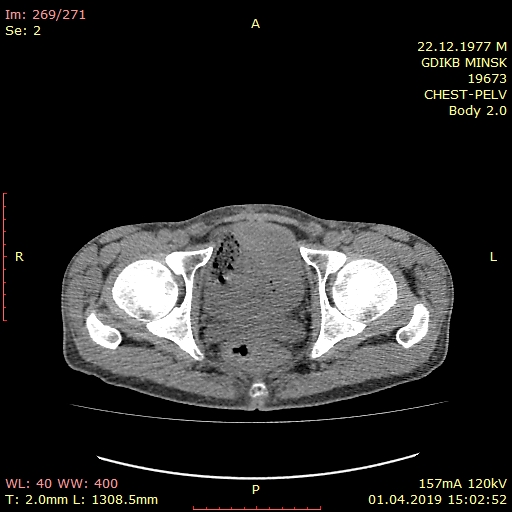 Im: 269/271
Se: 2
A
22.12.1977 M
GDIKB MINSK
19673
CHEST-PELV
Body 2.0
R
L
WL: 40 WW: 400
T: 2.0mm L: 1308.5mm
P
157mA 120kV
01.04.2019 15:02:52